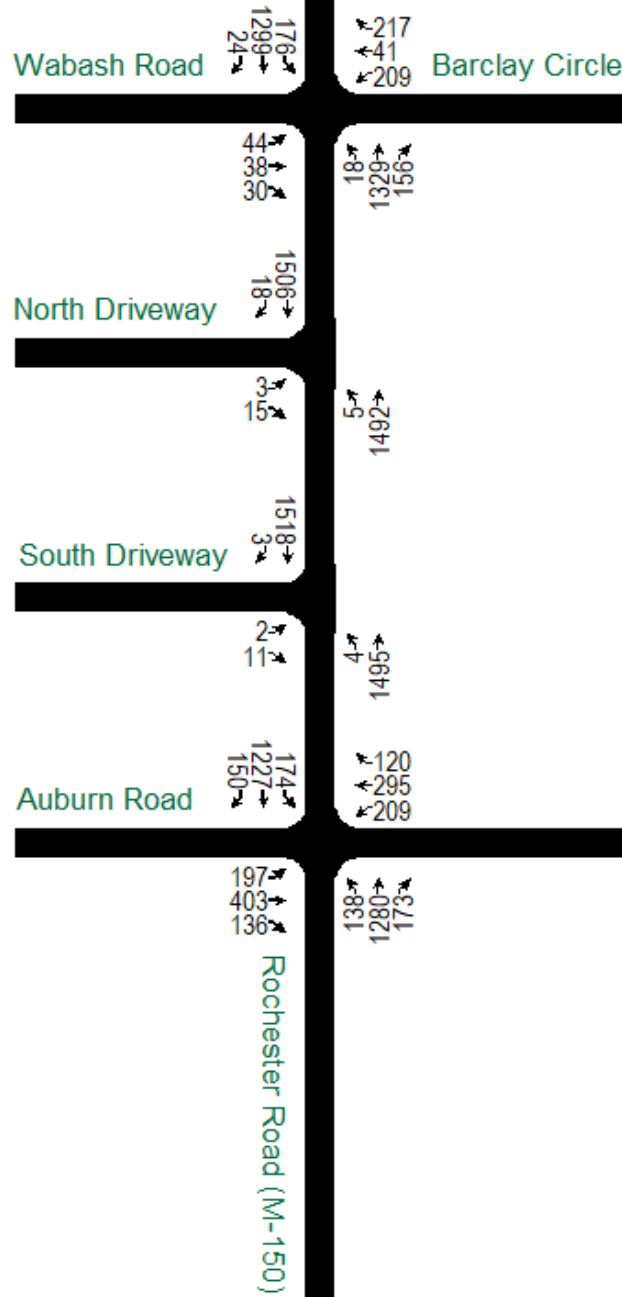 24 1299 176
217
41
209
Wabash Road
Barclay Circle
44
38
30
18 1329 156
18 1506
North Driveway
3
15
5 1492
3 1518
South Driveway
2
11
4 1495
150 1227 174
120
295
209
Auburn Road
197
403
136
138 1280 173
Rochester Road (M-150)